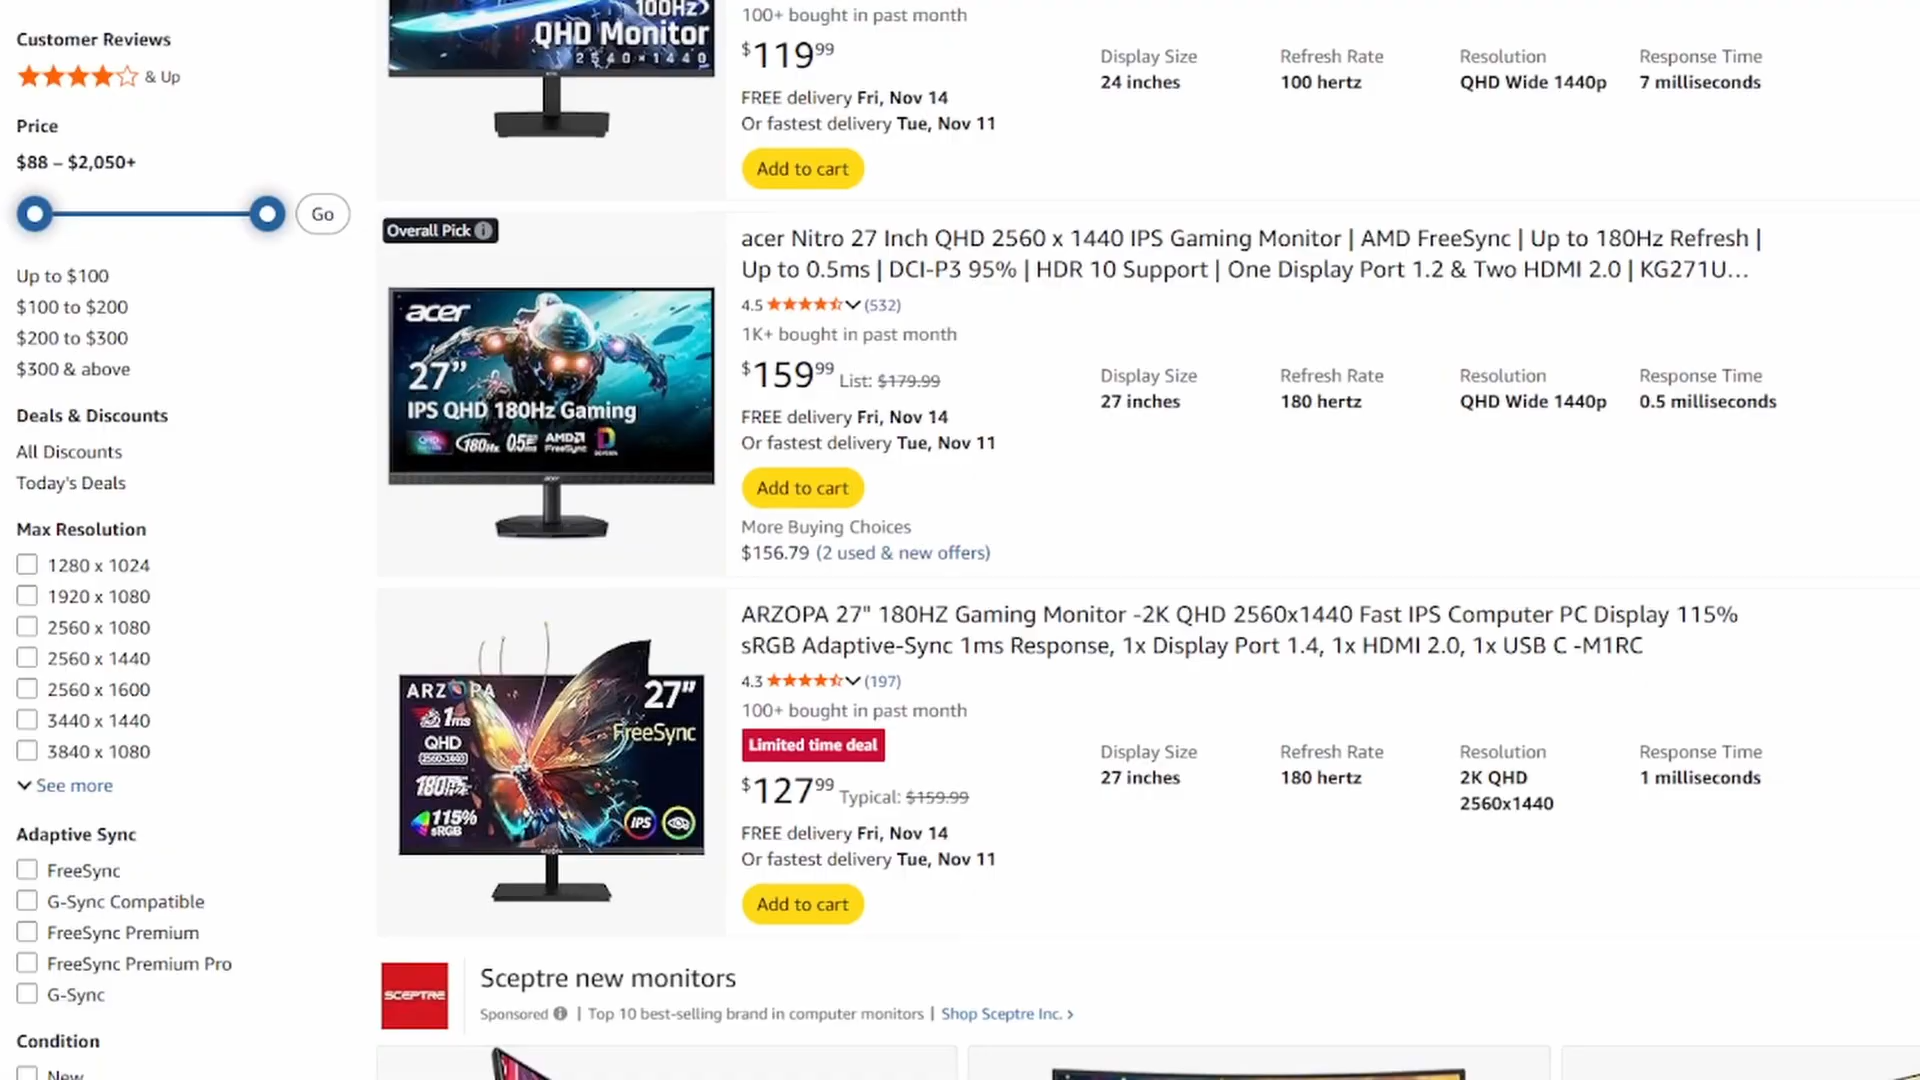 Customer Reviews
& Up
Price
$88 – $2,050+
Go
Up to $100
$100 to $200
$200 to $300
$300 & above
Deals & Discounts
All Discounts
Today's Deals
Max Resolution
1280 x 1024
1920 x 1080
2560 x 1080
2560 x 1440
2560 x 1600
3440 x 1440
3840 x 1080
See more
Adaptive Sync
FreeSync
G-Sync Compatible
FreeSync Premium
FreeSync Premium Pro
G-Sync
Condition
New
100Hz
QHD Monitor
2540×1440
100+ bought in past month
$119.99
FREE delivery Fri, Nov 14
Or fastest delivery Tue, Nov 11
Add to cart
Display Size
24 inches
Refresh Rate
100 hertz
Resolution
QHD Wide 1440p
Response Time
7 milliseconds
Overall Pick
acer
27”
IPS QHD 180Hz Gaming
QHD 180Hz 0.5ms AMD FreeSync
acer
acer Nitro 27 Inch QHD 2560 x 1440 IPS Gaming Monitor | AMD FreeSync | Up to 180Hz Refresh |
Up to 0.5ms | DCI-P3 95% | HDR 10 Support | One Display Port 1.2 & Two HDMI 2.0 | KG271U…
4.5 (532)
1K+ bought in past month
$159.99 List: $179.99
FREE delivery Fri, Nov 14
Or fastest delivery Tue, Nov 11
Add to cart
More Buying Choices
$156.79 (2 used & new offers)
Display Size
27 inches
Refresh Rate
180 hertz
Resolution
QHD Wide 1440p
Response Time
0.5 milliseconds
ARZOPA
27”
1ms
FreeSync
QHD
2560x1440
180Hz
115%
sRGB
IPS
ARZOPA 27" 180HZ Gaming Monitor -2K QHD 2560x1440 Fast IPS Computer PC Display 115%
sRGB Adaptive-Sync 1ms Response, 1x Display Port 1.4, 1x HDMI 2.0, 1x USB C -M1RC
4.3 (197)
100+ bought in past month
Limited time deal
$127.99 Typical: $159.99
FREE delivery Fri, Nov 14
Or fastest delivery Tue, Nov 11
Add to cart
Display Size
27 inches
Refresh Rate
180 hertz
Resolution
2K QHD
2560x1440
Response Time
1 milliseconds
SCEPTRE
Sceptre new monitors
Sponsored | Top 10 best-selling brand in computer monitors | Shop Sceptre Inc. ›